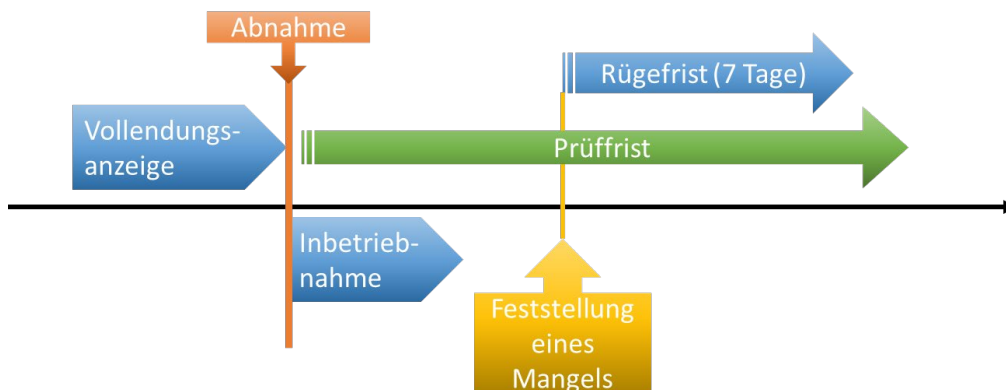 Abnahme
Rügefrist (7 Tage)
Vollendungs-
anzeige
Prüffrist
Inbetrieb-
nahme
Feststellung
eines
Mangels